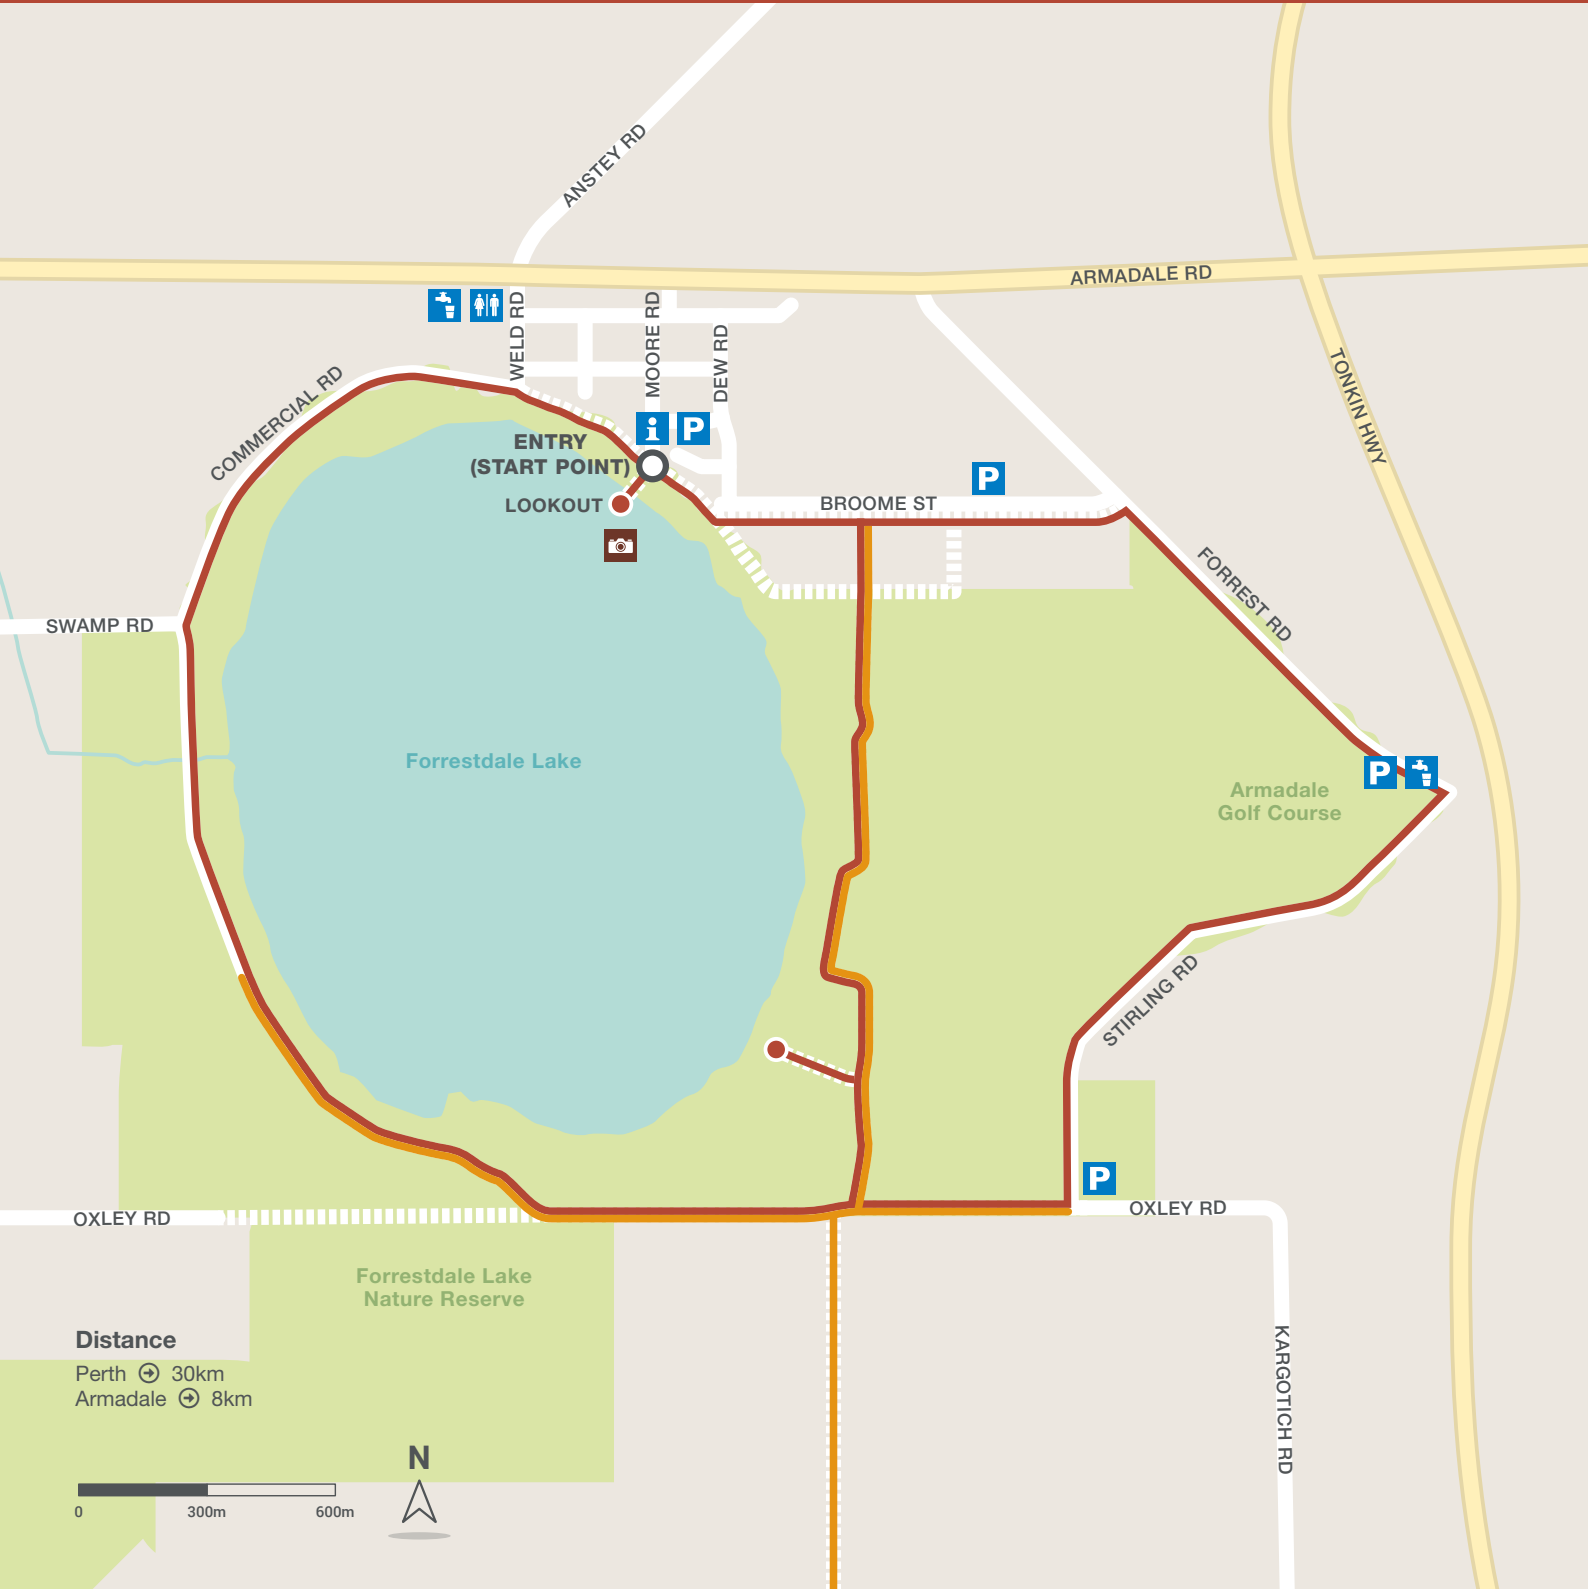 ANSTEY RD
ARMADALE RD
WELD RD
MOORE RD
DEW RD
TONKIN HWY
COMMERCIAL RD
i
P
ENTRY
(START POINT)
LOOKOUT
P
BROOME ST
FORREST RD
SWAMP RD
Forrestdale Lake
P
Armadale
Golf Course
STIRLING RD
P
OXLEY RD
OXLEY RD
Forrestdale Lake
Nature Reserve
KARGOTICH RD
Distance
Perth 30km
Armadale 8km
N
0 300m 600m